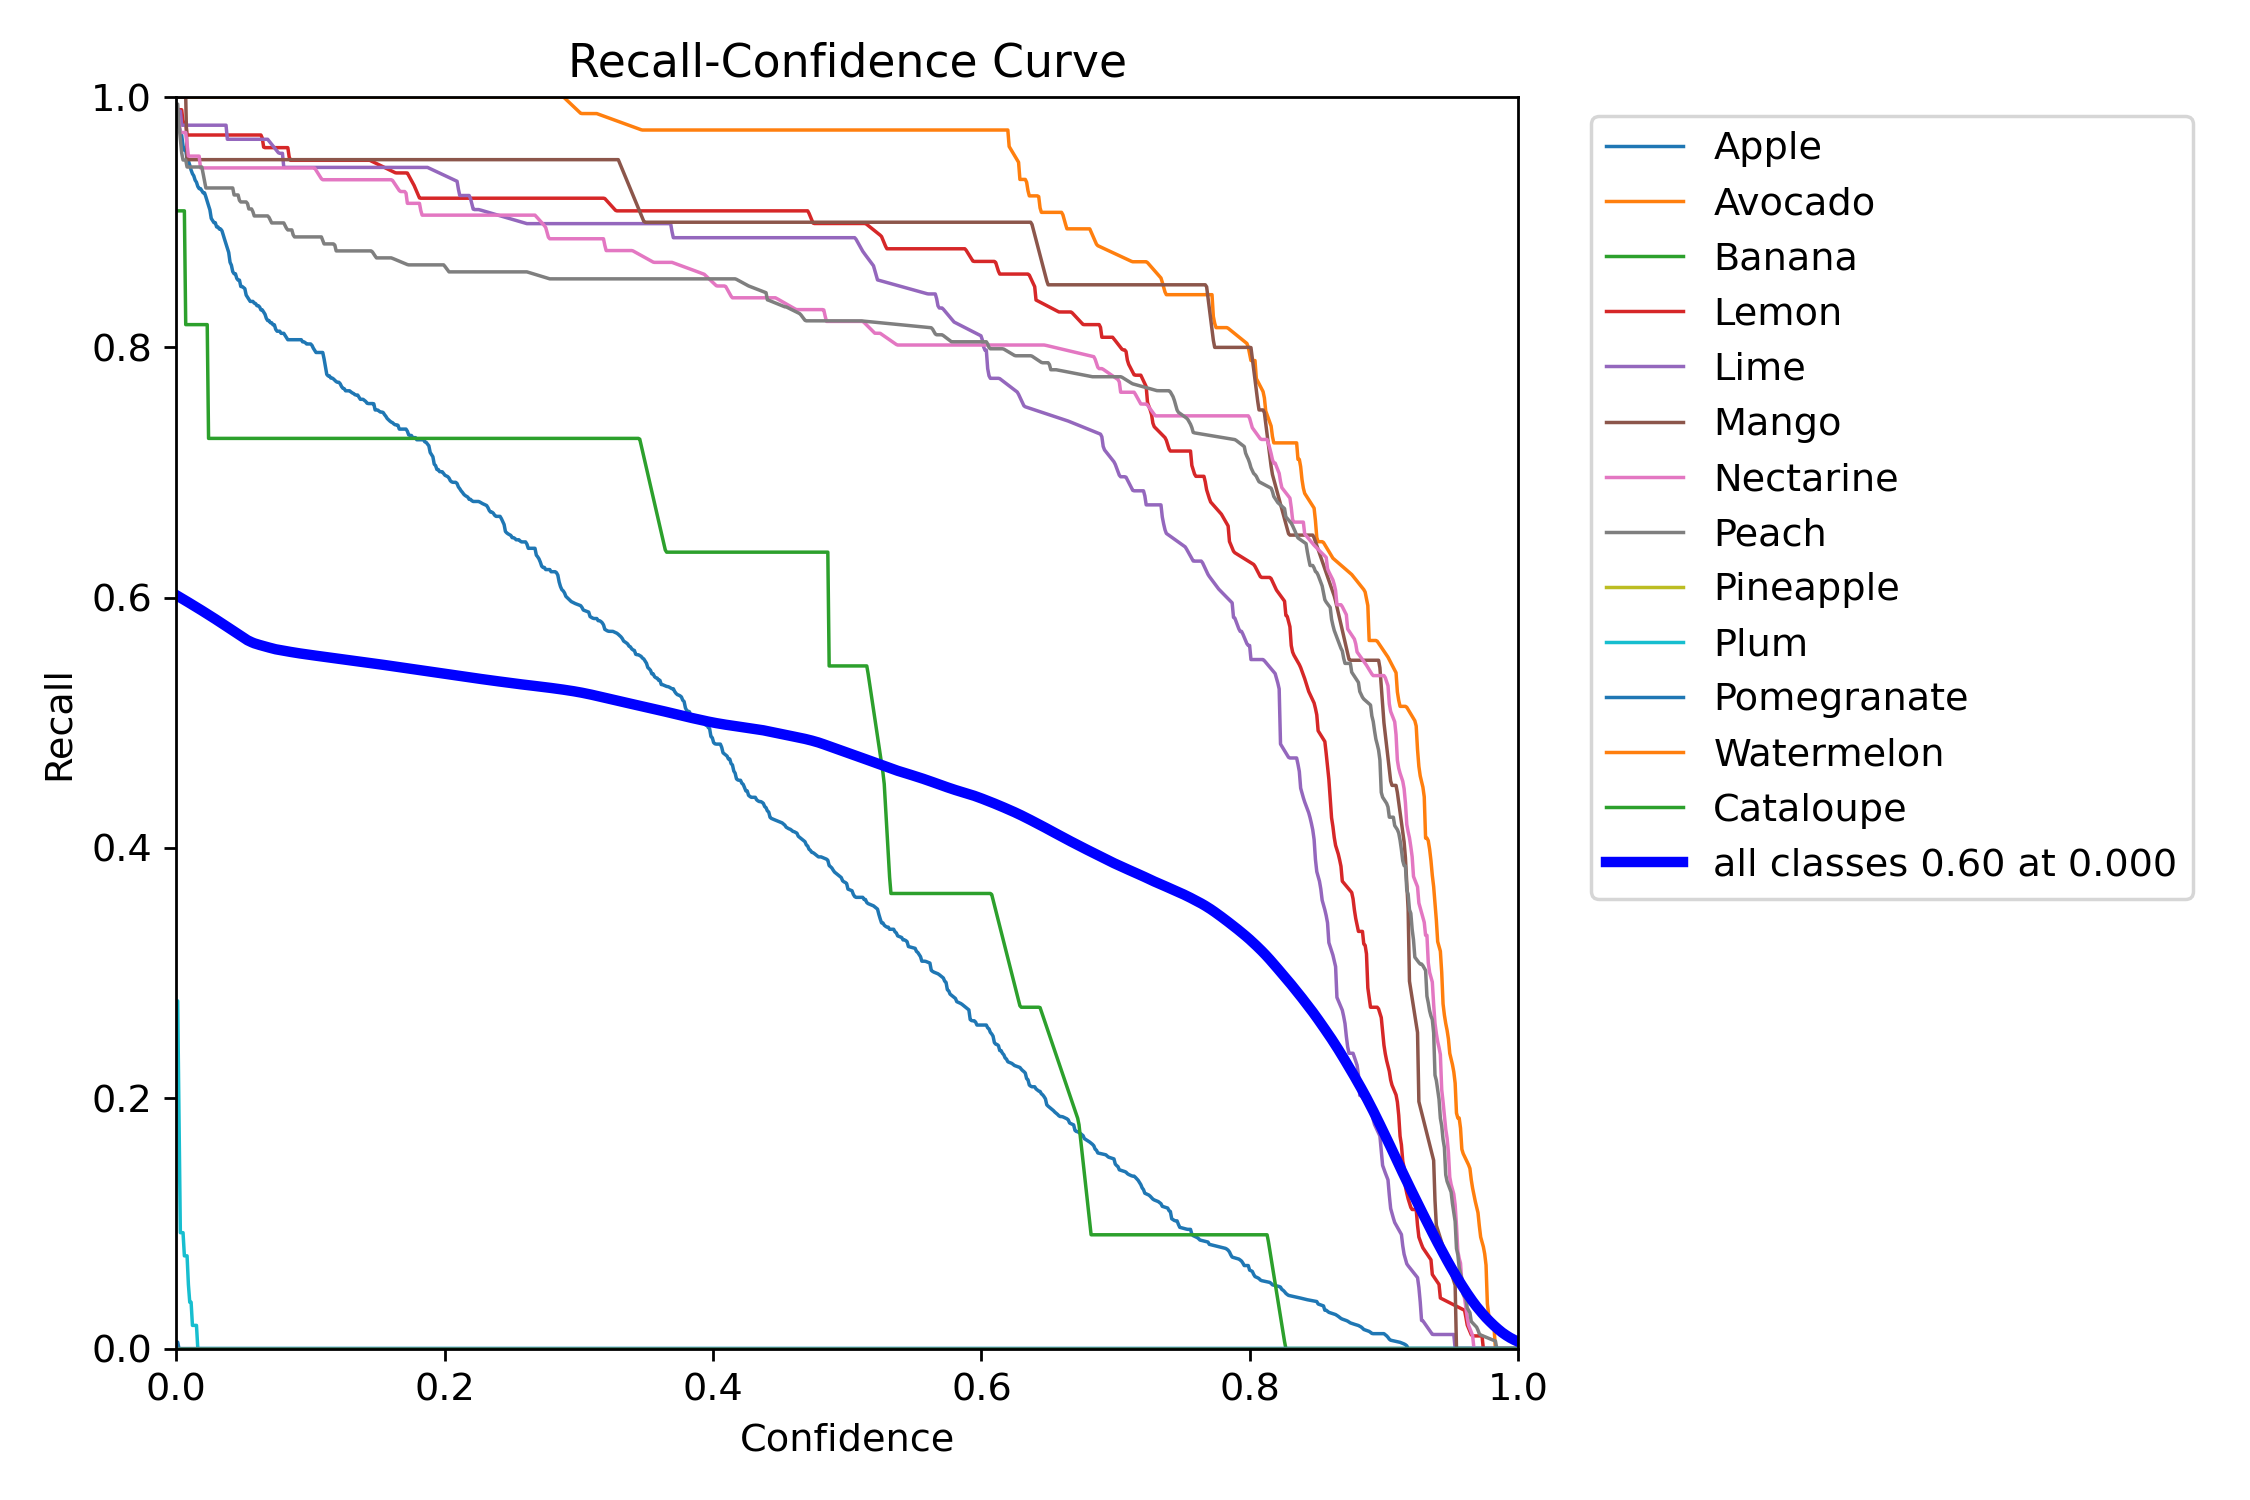 Recall-Confidence Curve
1.0
0.8
0.6
0.4
0.2
0.0
Recall
0.0 0.2 0.4 0.6 0.8 1.0
Confidence
Apple
Avocado
Banana
Lemon
Lime
Mango
Nectarine
Peach
Pineapple
Plum
Pomegranate
Watermelon
Cataloupe
all classes 0.60 at 0.000